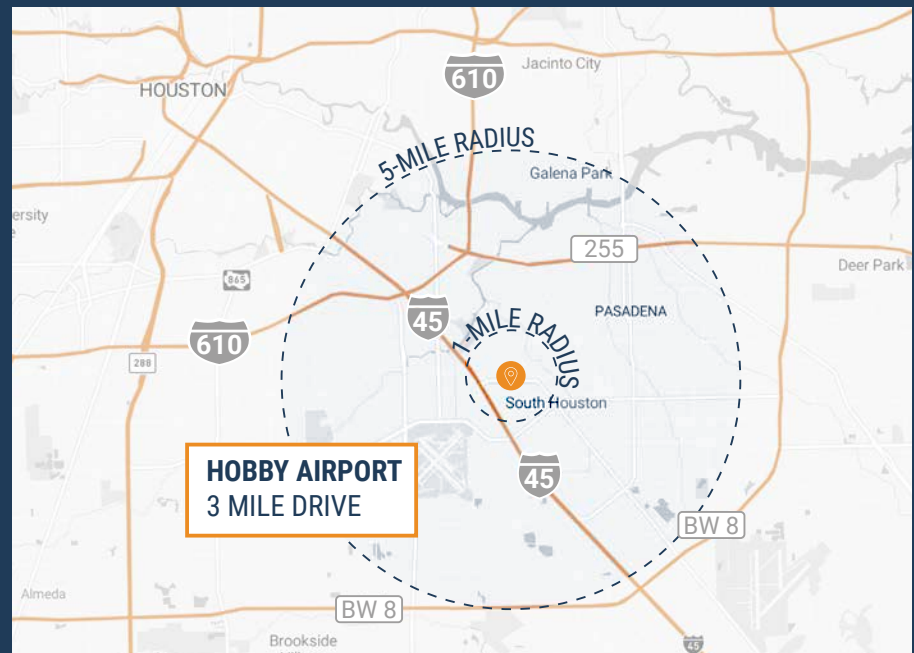 610
Jacinto City
HOUSTON
5-MILE RADIUS
Galena Park
ersity
255
Deer Park
865
PASADENA
45
1-MILE RADIUS
610
288
South Houston
HOBBY AIRPORT
3 MILE DRIVE
45
BW 8
Almeda
BW 8
Brookside
45